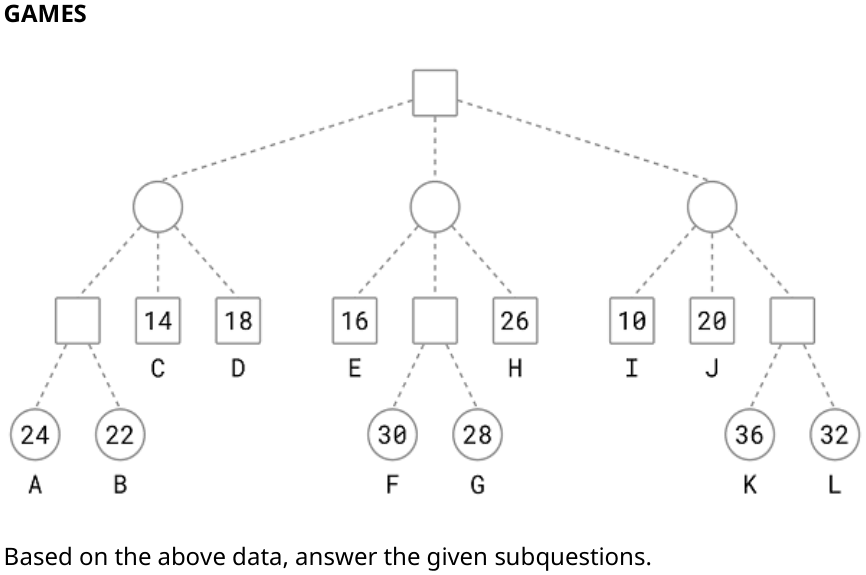 GAMES
14 18 16 26 10 20
C D E H I J
24 22 30 28 36 32
A B F G K L
Based on the above data, answer the given subquestions.